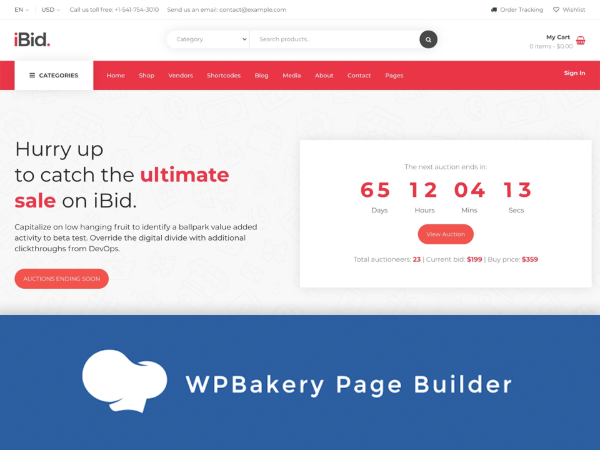 EN USD Call us toll free: +1-541-754-3010 Send us an email: contact@example.com Order Tracking Wishlist
iBid. Category Search products... My Cart
0 items - $0.00
CATEGORIES Home Shop Vendors Shortcodes Blog Media About Contact Pages Sign In
Hurry up
to catch the ultimate
sale on iBid.
Capitalize on low hanging fruit to identify a ballpark value added
activity to beta test. Override the digital divide with additional
clickthroughs from DevOps.
AUCTIONS ENDING SOON
The next auction ends in:
65 12 04 13
Days Hours Mins Secs
View Auction
Total auctioneers: 23 | Current bid: $199 | Buy price: $359
WPBakery Page Builder